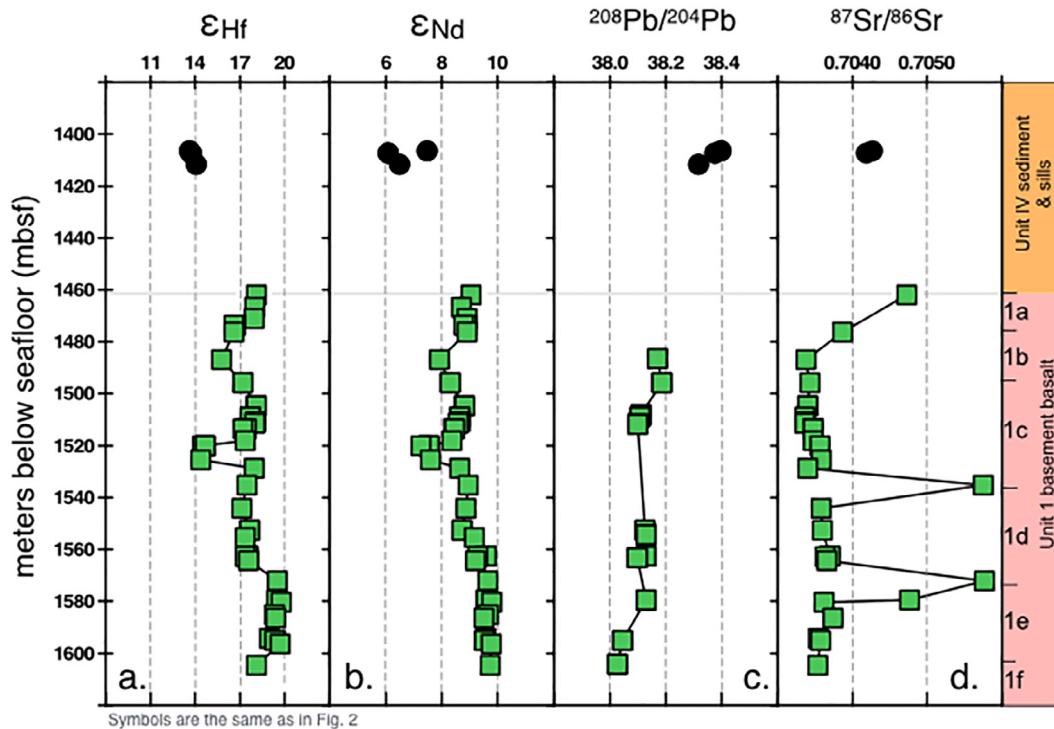 εHf
εNd
²⁰⁸Pb/²⁰⁴Pb
⁸⁷Sr/⁸⁶Sr
11 14 17 20
6 8 10
38.0 38.2 38.4
0.7040 0.7050
meters below seafloor (mbsf)
1400
1420
1440
1460
1480
1500
1520
1540
1560
1580
1600
Unit IV sediment
& sills
Unit 1 basement basalt
1a
1b
1c
1d
1e
1f
a.
b.
c.
d.
Symbols are the same as in Fig. 2